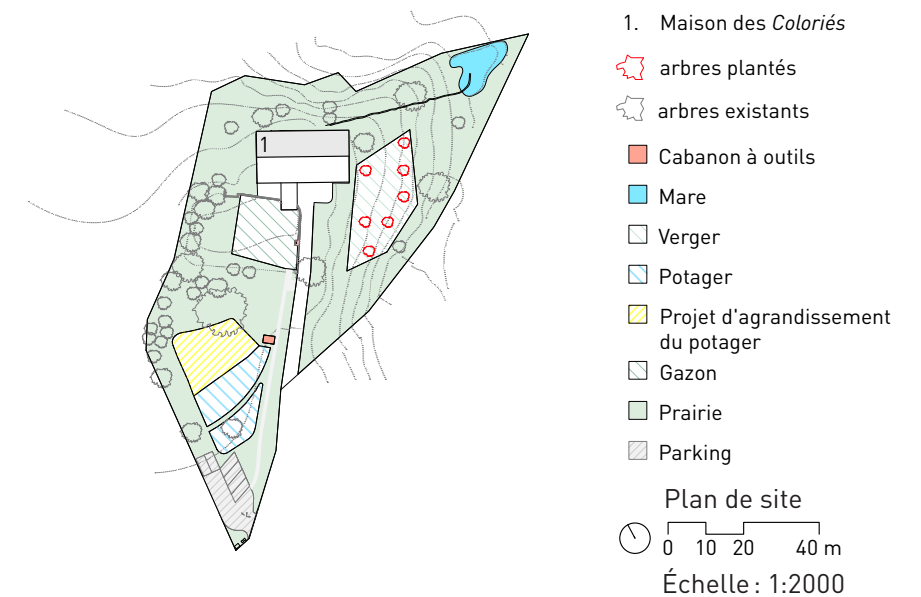 1
1. Maison des Coloriés
arbres plantés
arbres existants
Cabanon à outils
Mare
Verger
Potager
Projet d'agrandissement
du potager
Gazon
Prairie
Parking
Plan de site
0 10 20 40 m
Échelle : 1:2000